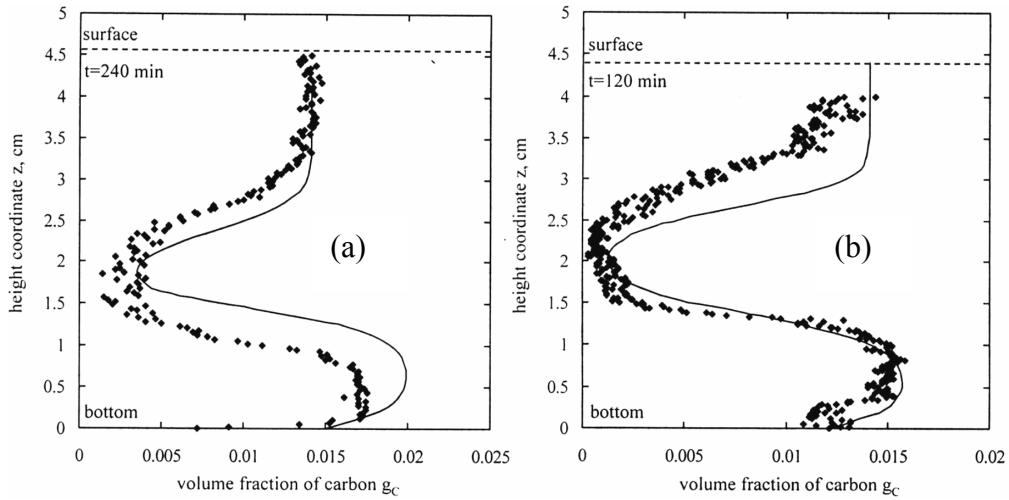 5
surface
4.5
t=240 min
4
3.5
3
2.5
2
1.5
1
0.5
bottom
0
0 0.005 0.01 0.015 0.02 0.025
height coordinate z, cm
volume fraction of carbon gC
(a)
5
surface
4.5
t=120 min
4
3.5
3
2.5
2
1.5
1
0.5
bottom
0
0 0.005 0.01 0.015 0.02
height coordinate z, cm
volume fraction of carbon gC
(b)